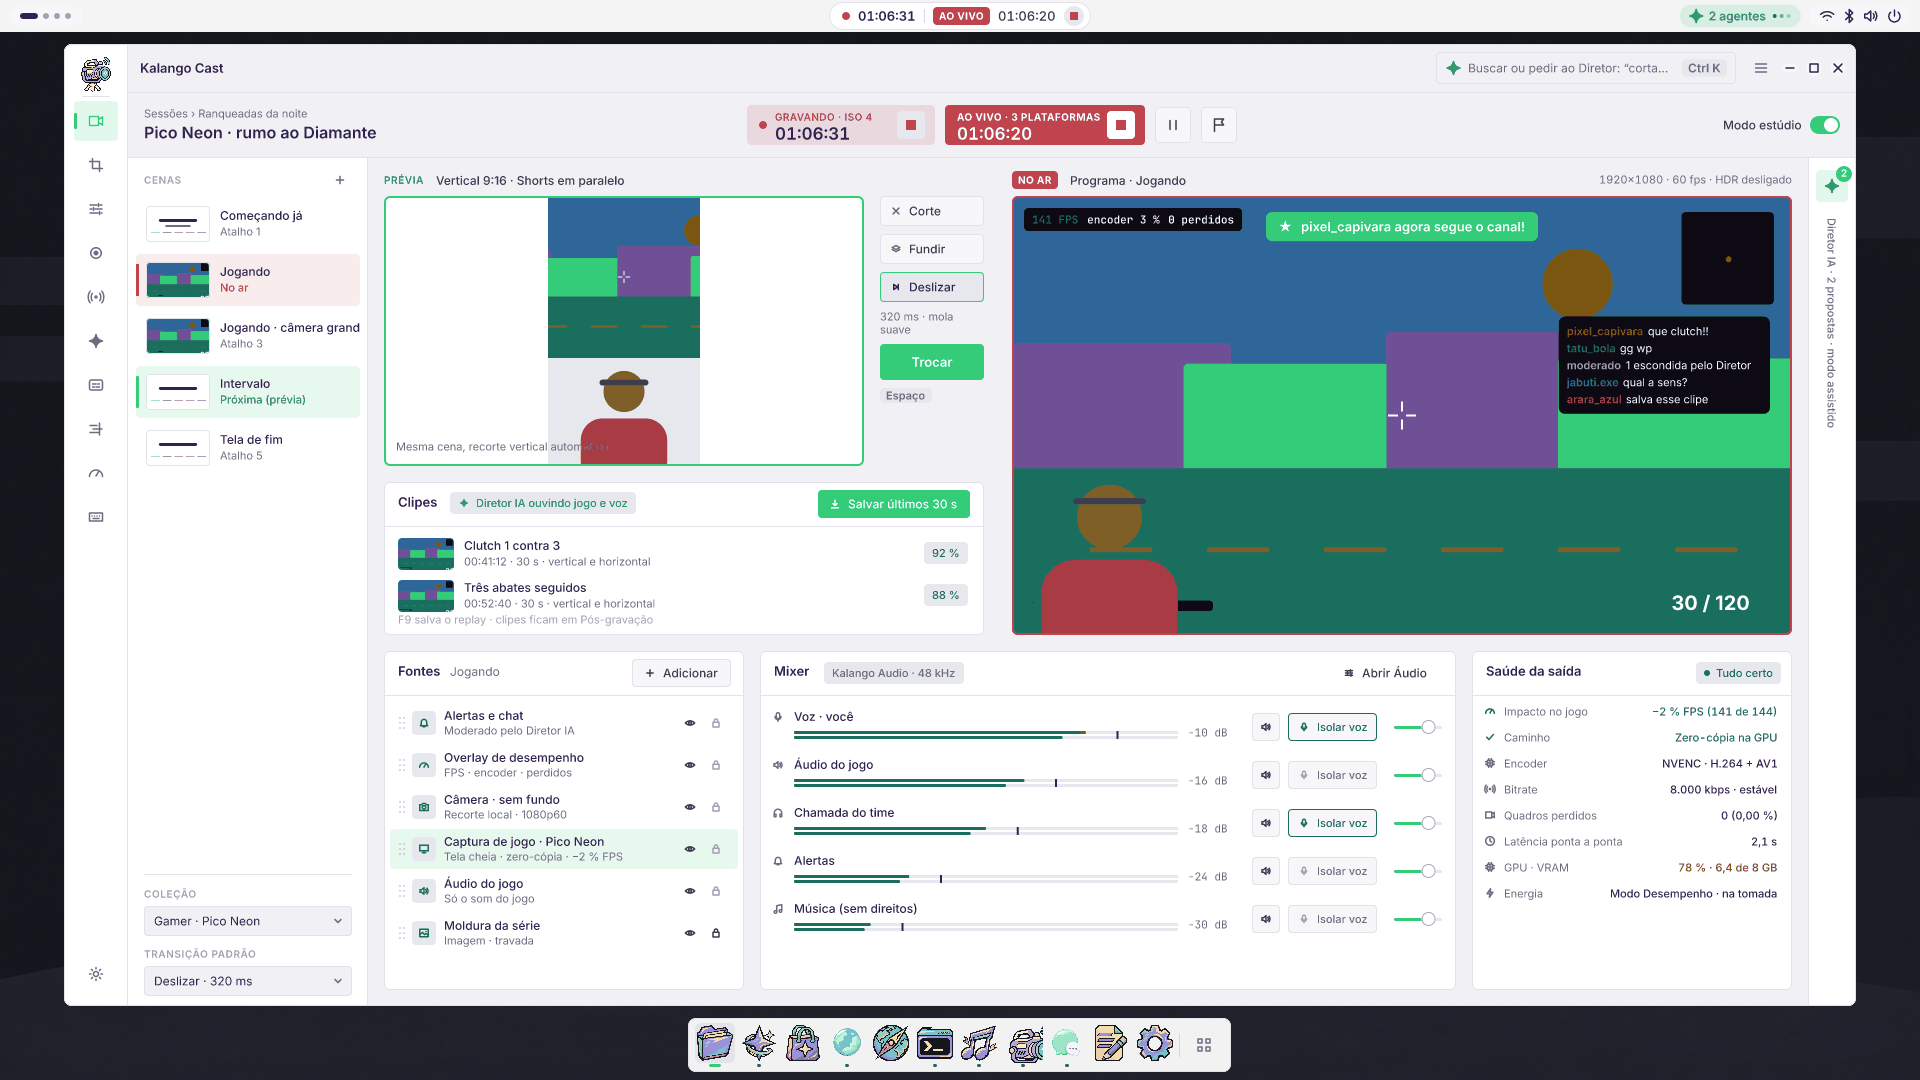 01:06:31
AO VIVO 01:06:20
2 agentes
Kalango Cast
Buscar ou pedir ao Diretor: “corta...
Ctrl K
Sessões › Ranqueadas da noite
Pico Neon · rumo ao Diamante
GRAVANDO · ISO 4
01:06:31
AO VIVO · 3 PLATAFORMAS
01:06:20
Modo estúdio
CENAS
Começando já
Atalho 1
Jogando
No ar
Jogando · câmera grand
Atalho 3
Intervalo
Próxima (prévia)
Tela de fim
Atalho 5
COLEÇÃO
Gamer · Pico Neon
TRANSIÇÃO PADRÃO
Deslizar · 320 ms
PRÉVIA Vertical 9:16 · Shorts em paralelo
Mesma cena, recorte vertical
Corte
Fundir
Deslizar
320 ms · mola
suave
Trocar
Espaço
NO AR Programa · Jogando
1920×1080 · 60 fps · HDR desligado
141 FPS encoder 3 % 0 perdidos
pixel_capivara agora segue o canal!
pixel_capivara que clutch!!
tatu_bola gg wp
moderado 1 escondida pelo Diretor
jabuti.exe qual a sens?
arara_azul salva esse clipe
30 / 120
2
Diretor IA · 2 propostas · modo assistido
Clipes
Diretor IA ouvindo jogo e voz
Salvar últimos 30 s
Clutch 1 contra 3
00:41:12 · 30 s · vertical e horizontal
92 %
Três abates seguidos
00:52:40 · 30 s · vertical e horizontal
88 %
F9 salva o replay · clipes ficam em Pós-gravação
Fontes Jogando
Adicionar
Alertas e chat
Moderado pelo Diretor IA
Overlay de desempenho
FPS · encoder · perdidos
Câmera · sem fundo
Recorte local · 1080p60
Captura de jogo · Pico Neon
Tela cheia · zero-cópia · −2 % FPS
Áudio do jogo
Só o som do jogo
Moldura da série
Imagem · travada
Mixer
Kalango Audio · 48 kHz
Abrir Áudio
Voz · você
-10 dB
Isolar voz
Áudio do jogo
-16 dB
Isolar voz
Chamada do time
-18 dB
Isolar voz
Alertas
-24 dB
Isolar voz
Música (sem direitos)
-30 dB
Isolar voz
Saúde da saída
Tudo certo
Impacto no jogo −2 % FPS (141 de 144)
Caminho Zero-cópia na GPU
Encoder NVENC · H.264 + AV1
Bitrate 8.000 kbps · estável
Quadros perdidos 0 (0,00 %)
Latência ponta a ponta 2,1 s
GPU · VRAM 78 % · 6,4 de 8 GB
Energia Modo Desempenho · na tomada